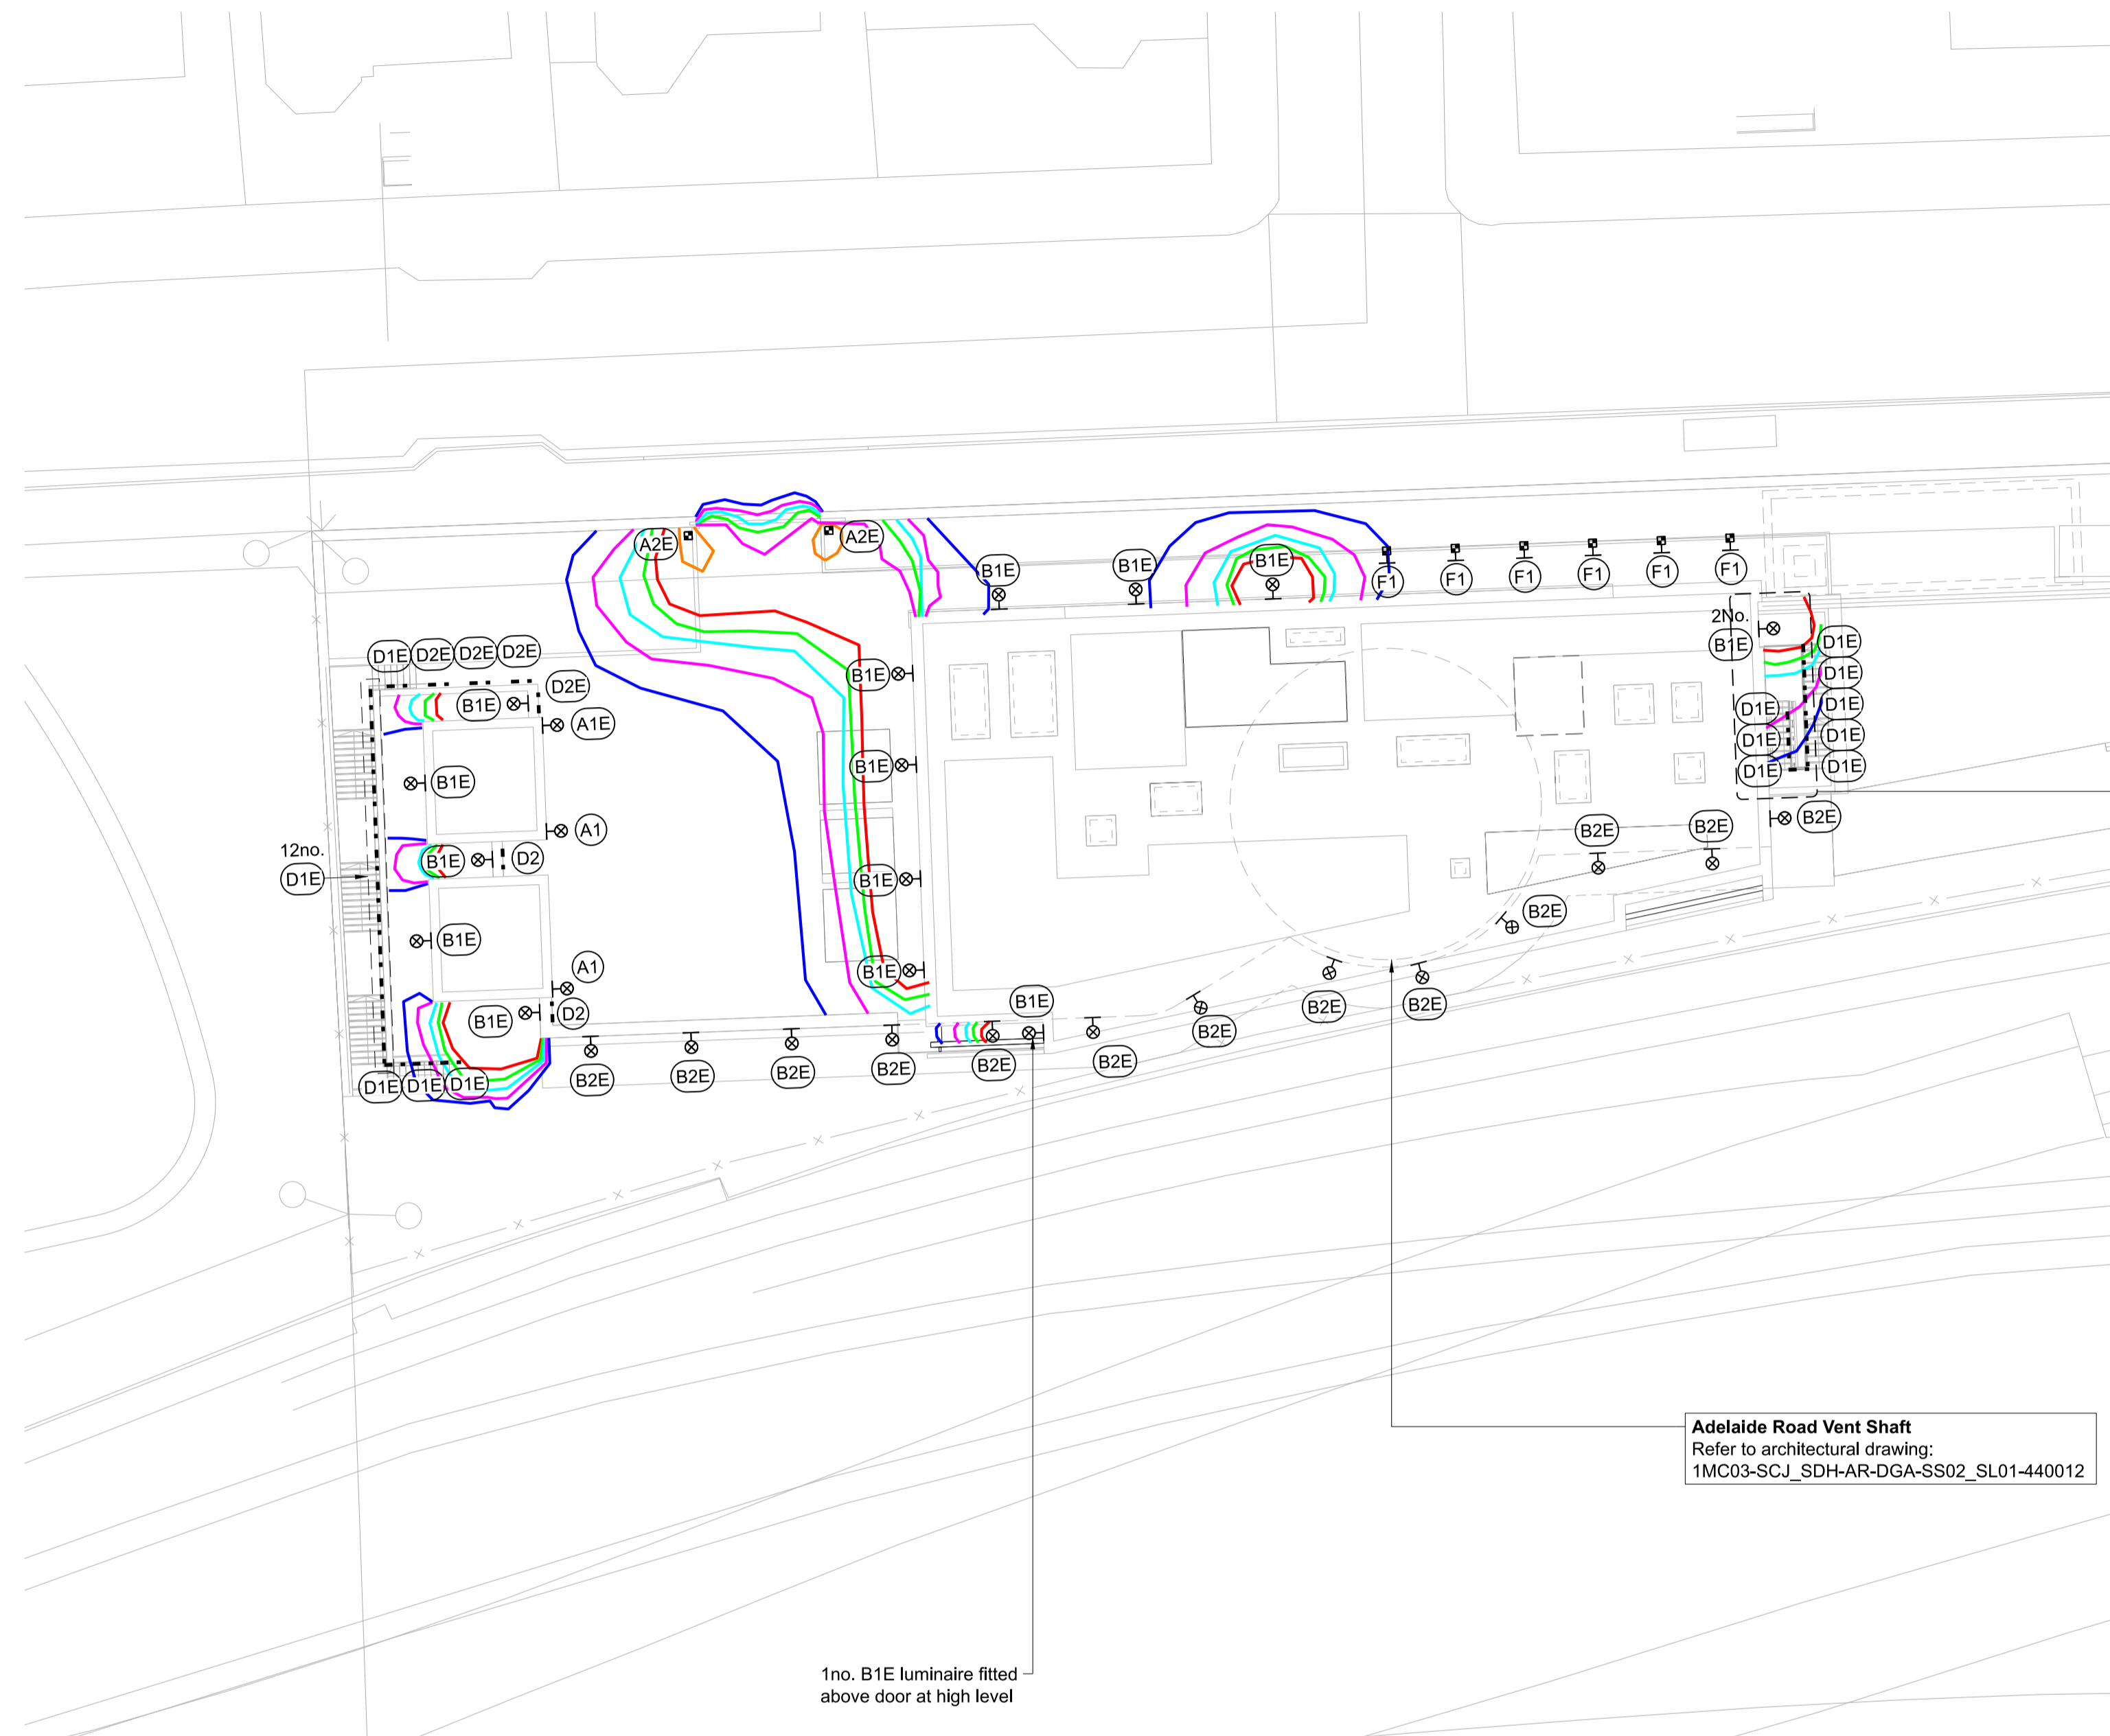 A2E
A2E
B1E
B1E
B1E
F1
F1
F1
F1
F1
F1
2No.
B1E
D1E
D1E
D1E
D1E
D1E
D1E
D1E
D1E
D1E
D2E
D2E
D2E
D2E
B1E
A1E
B1E
A1
12no.
D1E
B1E
D2
B1E
A1
B1E
D2
D1E
D1E
D1E
B1E
B1E
B1E
B1E
B1E
B2E
B2E
B2E
B2E
B2E
B2E
B2E
B2E
B2E
B2E
B2E
B2E
B2E
Adelaide Road Vent Shaft
Refer to architectural drawing:
1MC03-SCJ_SDH-AR-DGA-SS02_SL01-440012
1no. B1E luminaire fitted
above door at high level